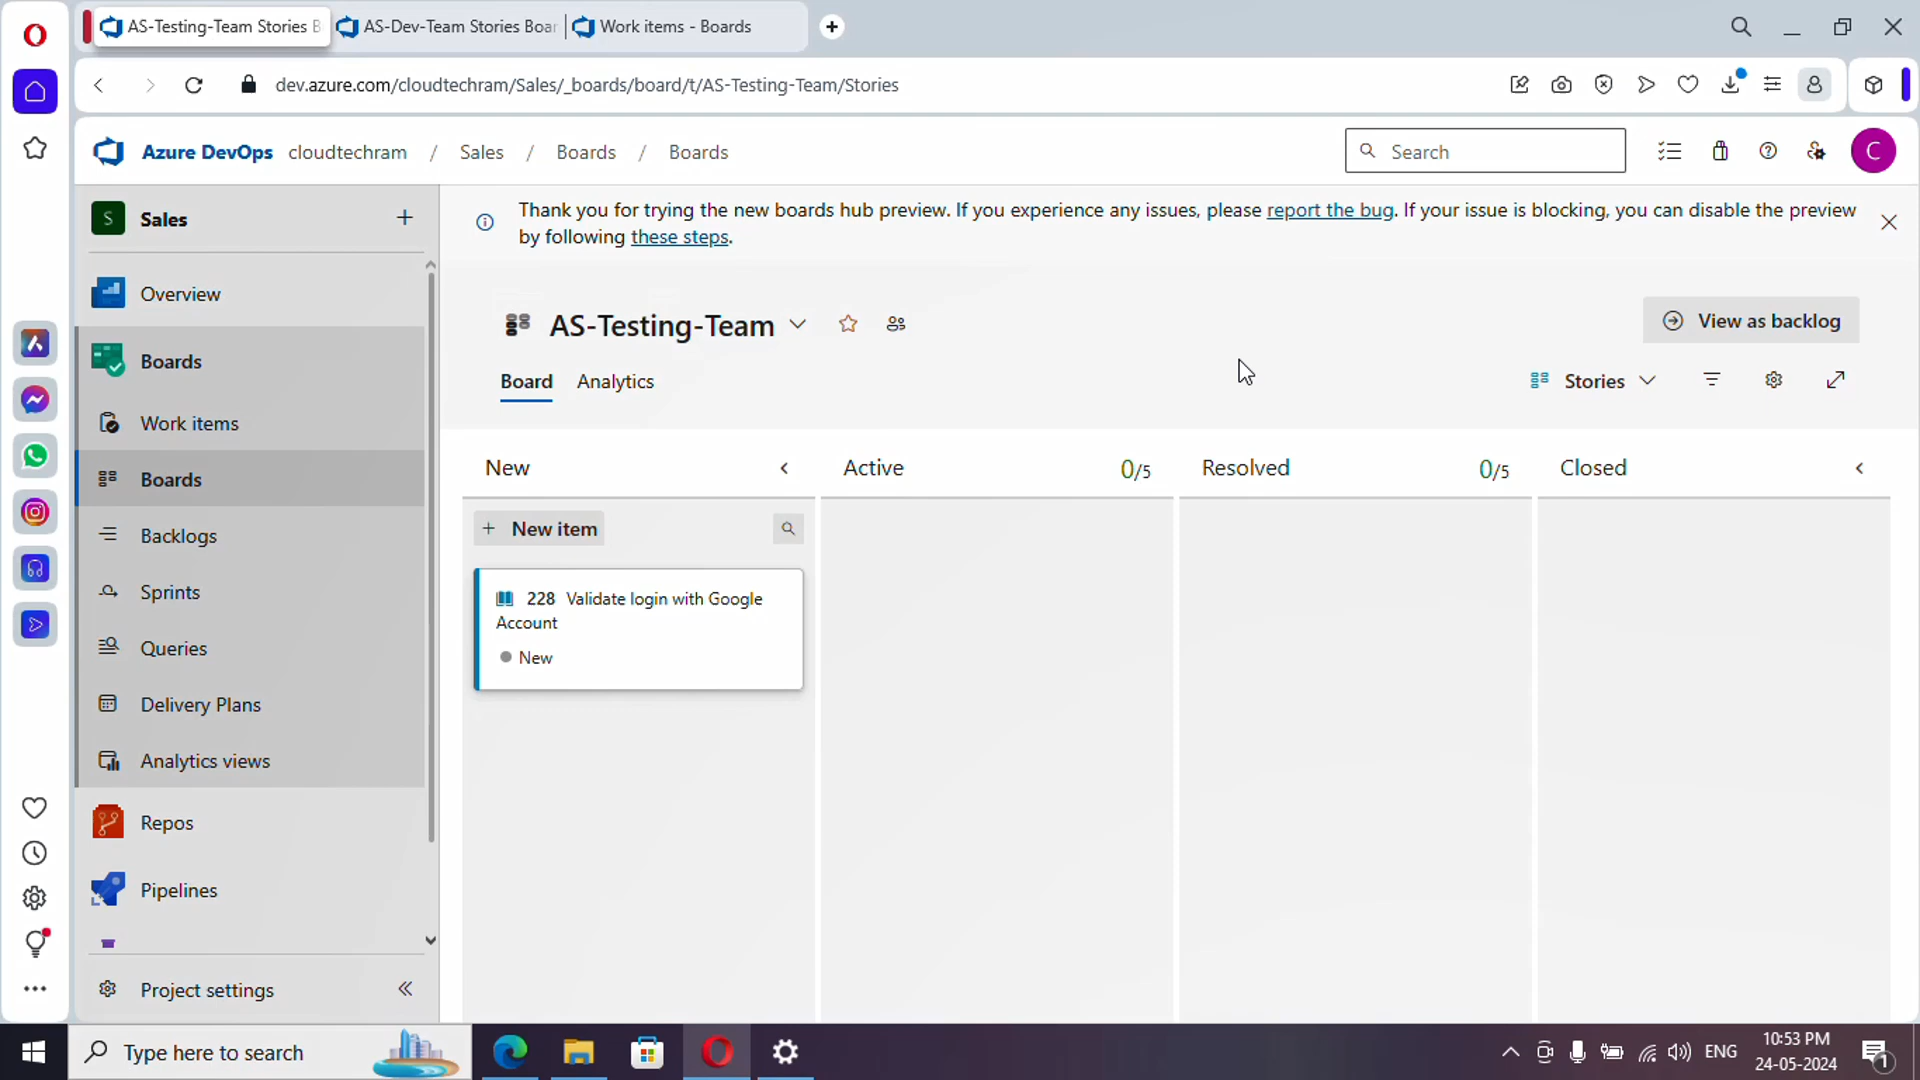 AS-Testing-Team Stories B
AS-Dev-Team Stories Boar
Work items - Boards
dev.azure.com/cloudtechram/Sales/_boards/board/t/AS-Testing-Team/Stories
Azure DevOps cloudtechram / Sales / Boards / Boards
Search
C
S Sales
Thank you for trying the new boards hub preview. If you experience any issues, please report the bug. If your issue is blocking, you can disable the preview
by following these steps.
Overview
Boards
Work items
Boards
Backlogs
Sprints
Queries
Delivery Plans
Analytics views
Repos
Pipelines
Project settings
AS-Testing-Team
View as backlog
Board Analytics
Stories
New
Active 0/5
Resolved 0/5
Closed
+ New item
228 Validate login with Google
Account
New
Type here to search
ENG
10:53 PM
24-05-2024
1